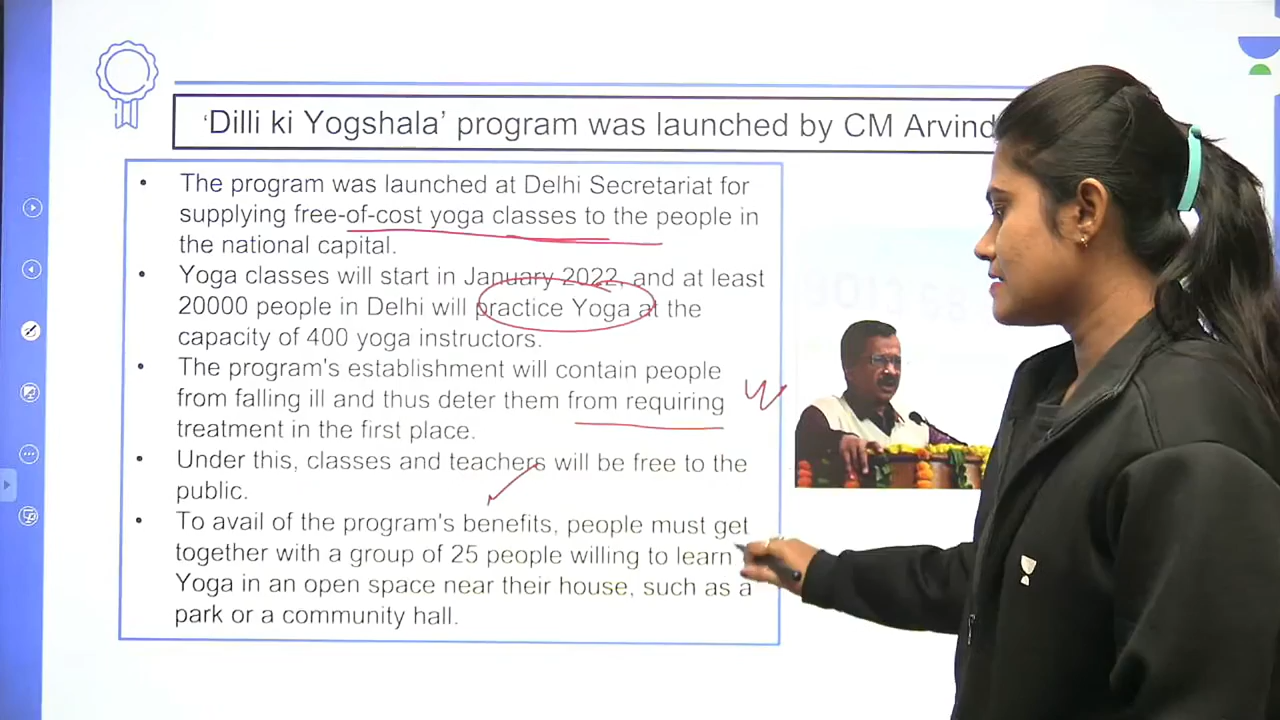 ‘Dilli ki Yogshala’ program was launched by CM Arvind
The program was launched at Delhi Secretariat for
supplying free-of-cost yoga classes to the people in
the national capital.
Yoga classes will start in January 2022, and at least
20000 people in Delhi will practice Yoga at the
capacity of 400 yoga instructors.
The program's establishment will contain people
from falling ill and thus deter them from requiring
treatment in the first place.
Under this, classes and teachers will be free to the
public.
To avail of the program's benefits, people must get
together with a group of 25 people willing to learn
Yoga in an open space near their house, such as a
park or a community hall.